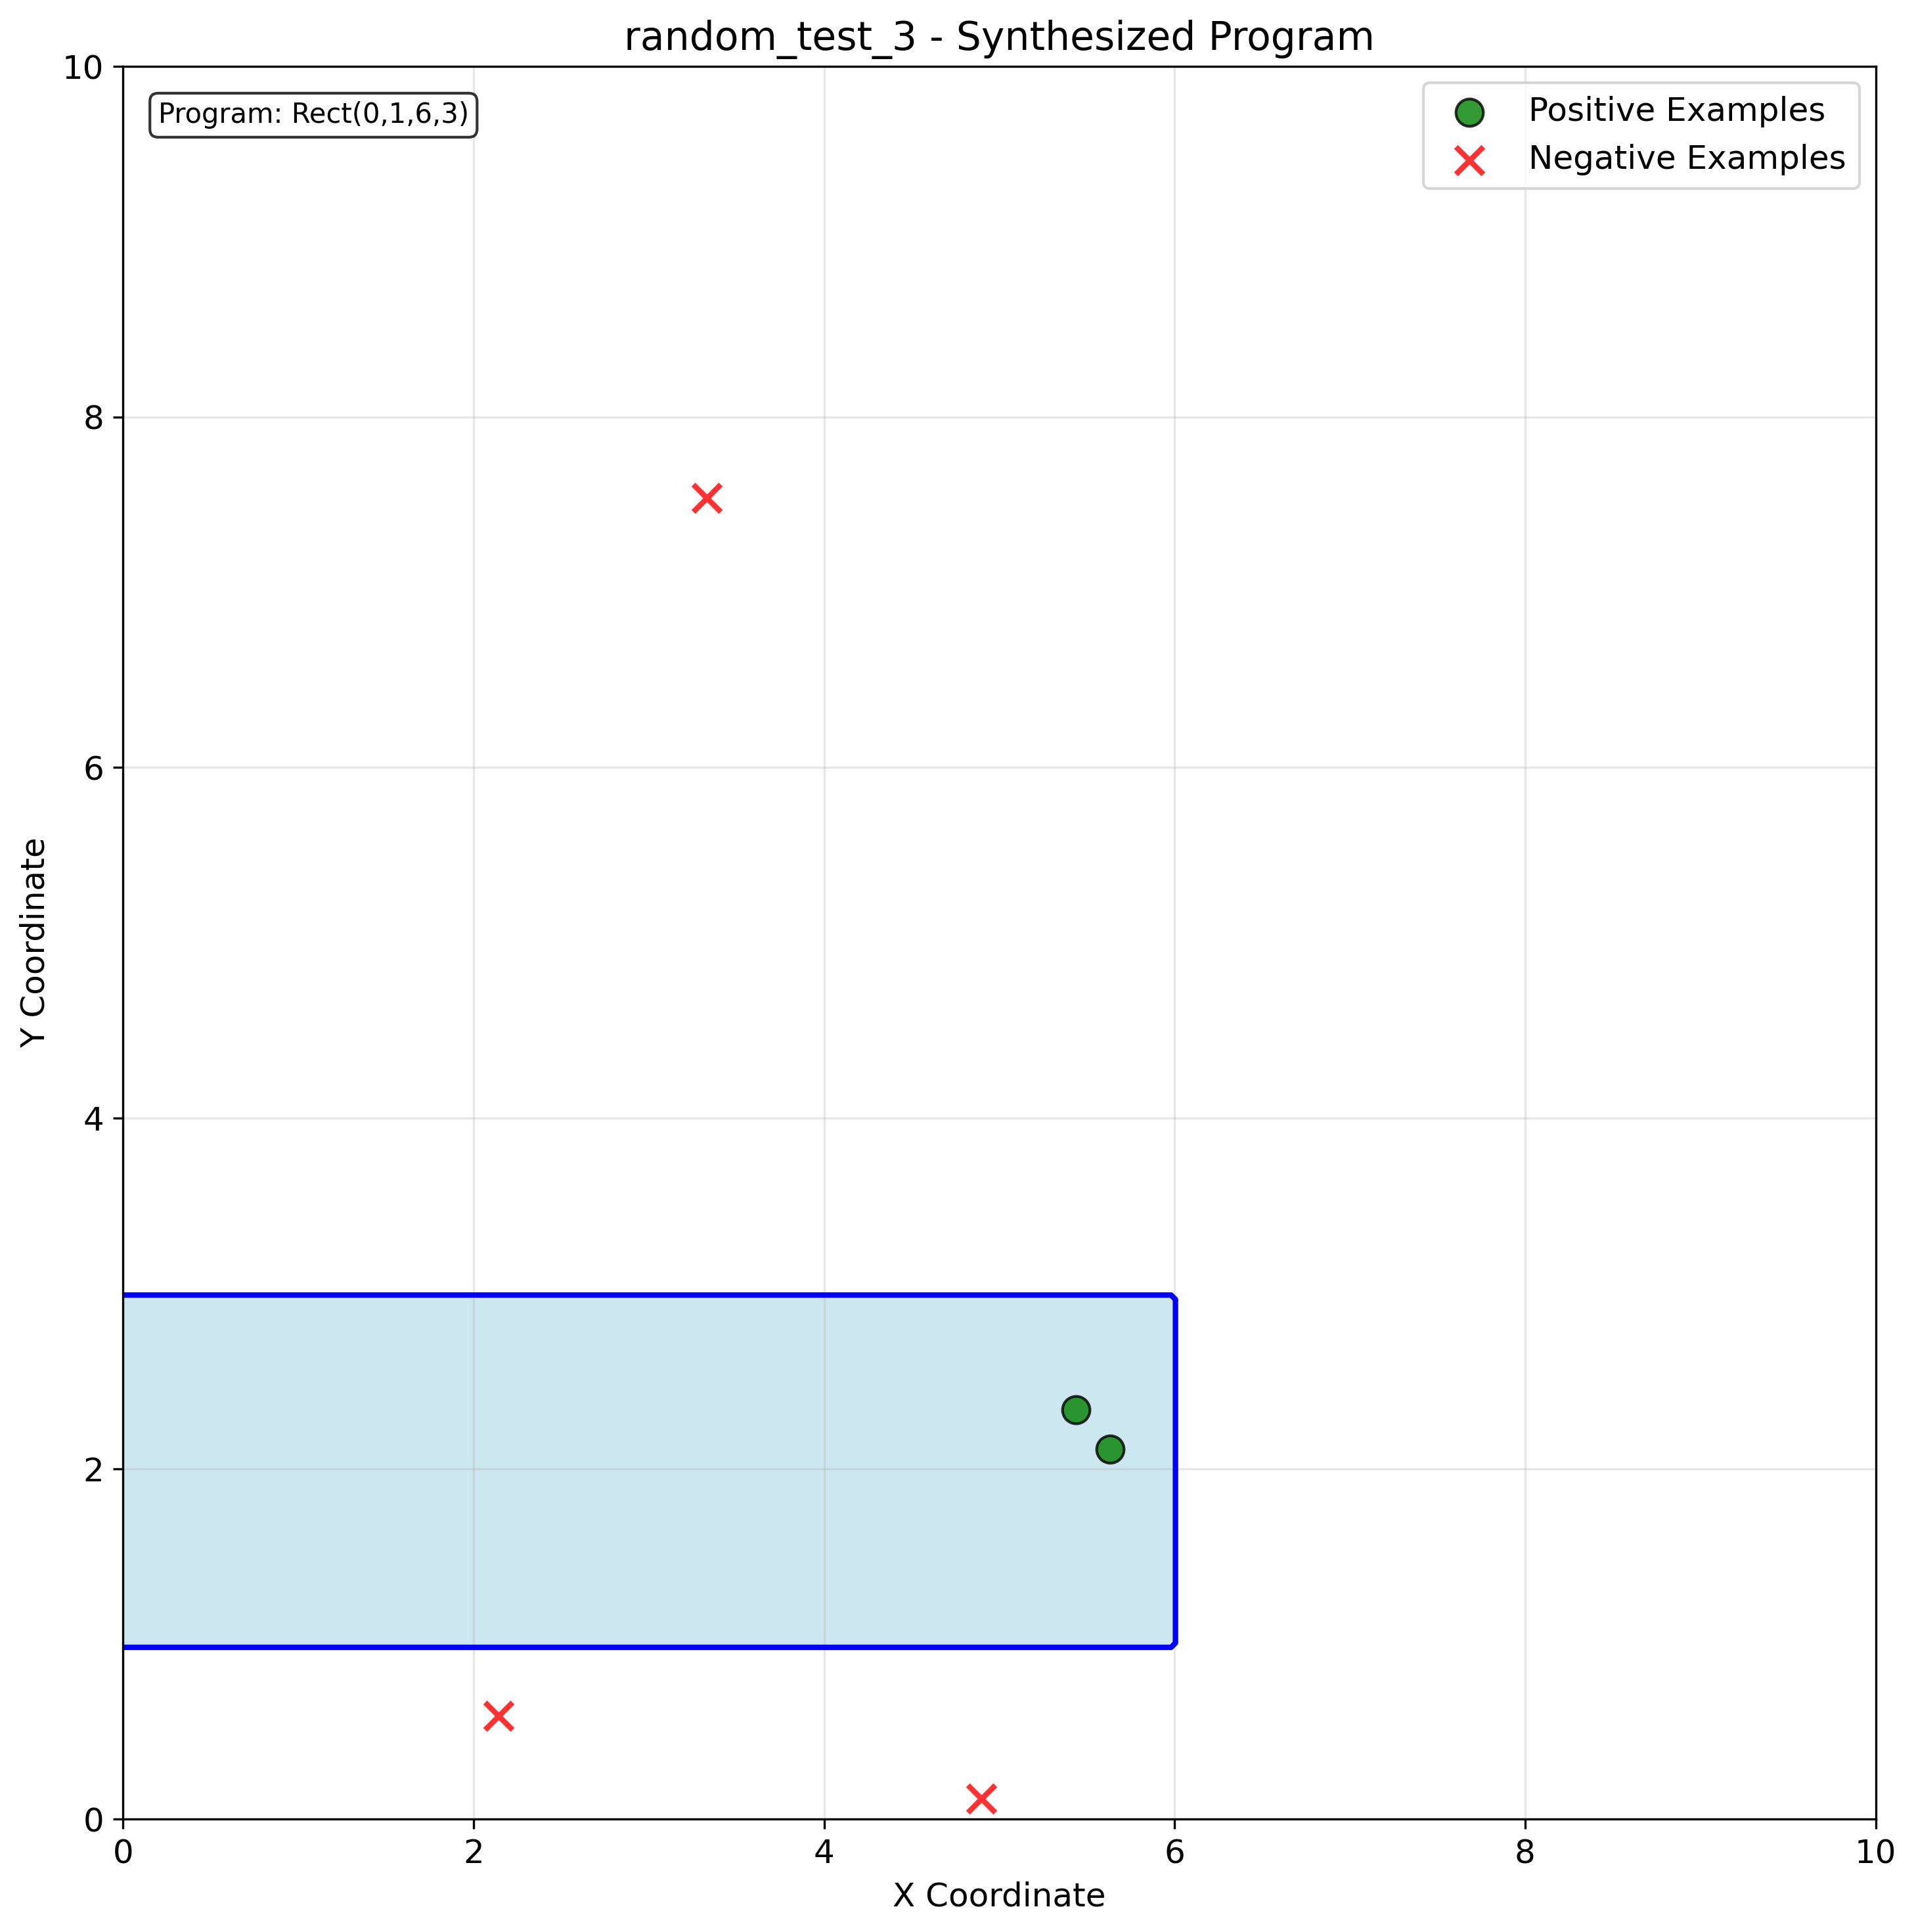 random_test_3 - Synthesized Program
Program: Rect(0,1,6,3)
Positive Examples
Negative Examples
10
8
6
4
2
0
Y Coordinate
0 2 4 6 8 10
X Coordinate